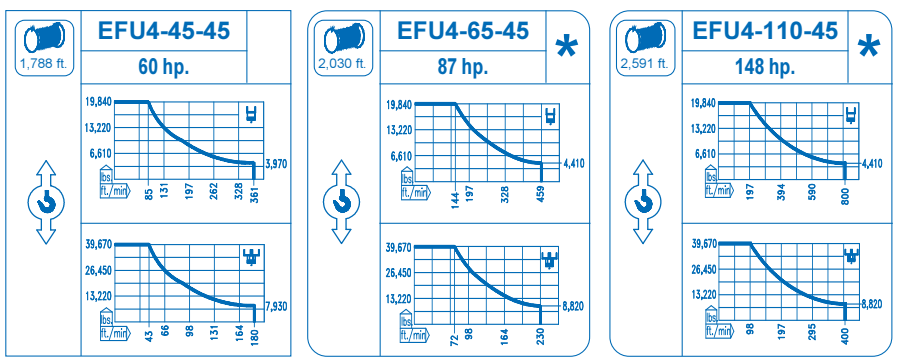 EFU4-45-45
1,788 ft.
60 hp.
19,840
13,220
6,610
3,970
lbs
ft./min
85
131
197
262
328
361
39,670
26,450
13,220
7,930
lbs
ft./min
43
66
98
131
164
180
EFU4-65-45
*
2,030 ft.
87 hp.
19,840
13,220
6,610
4,410
lbs
ft./min
144
197
328
459
39,670
26,450
13,220
8,820
lbs
ft./min
72
98
164
230
EFU4-110-45
*
2,591 ft.
148 hp.
19,840
13,220
6,610
4,410
lbs
ft./min
197
394
590
800
39,670
26,450
13,220
8,820
lbs
ft./min
98
197
295
400